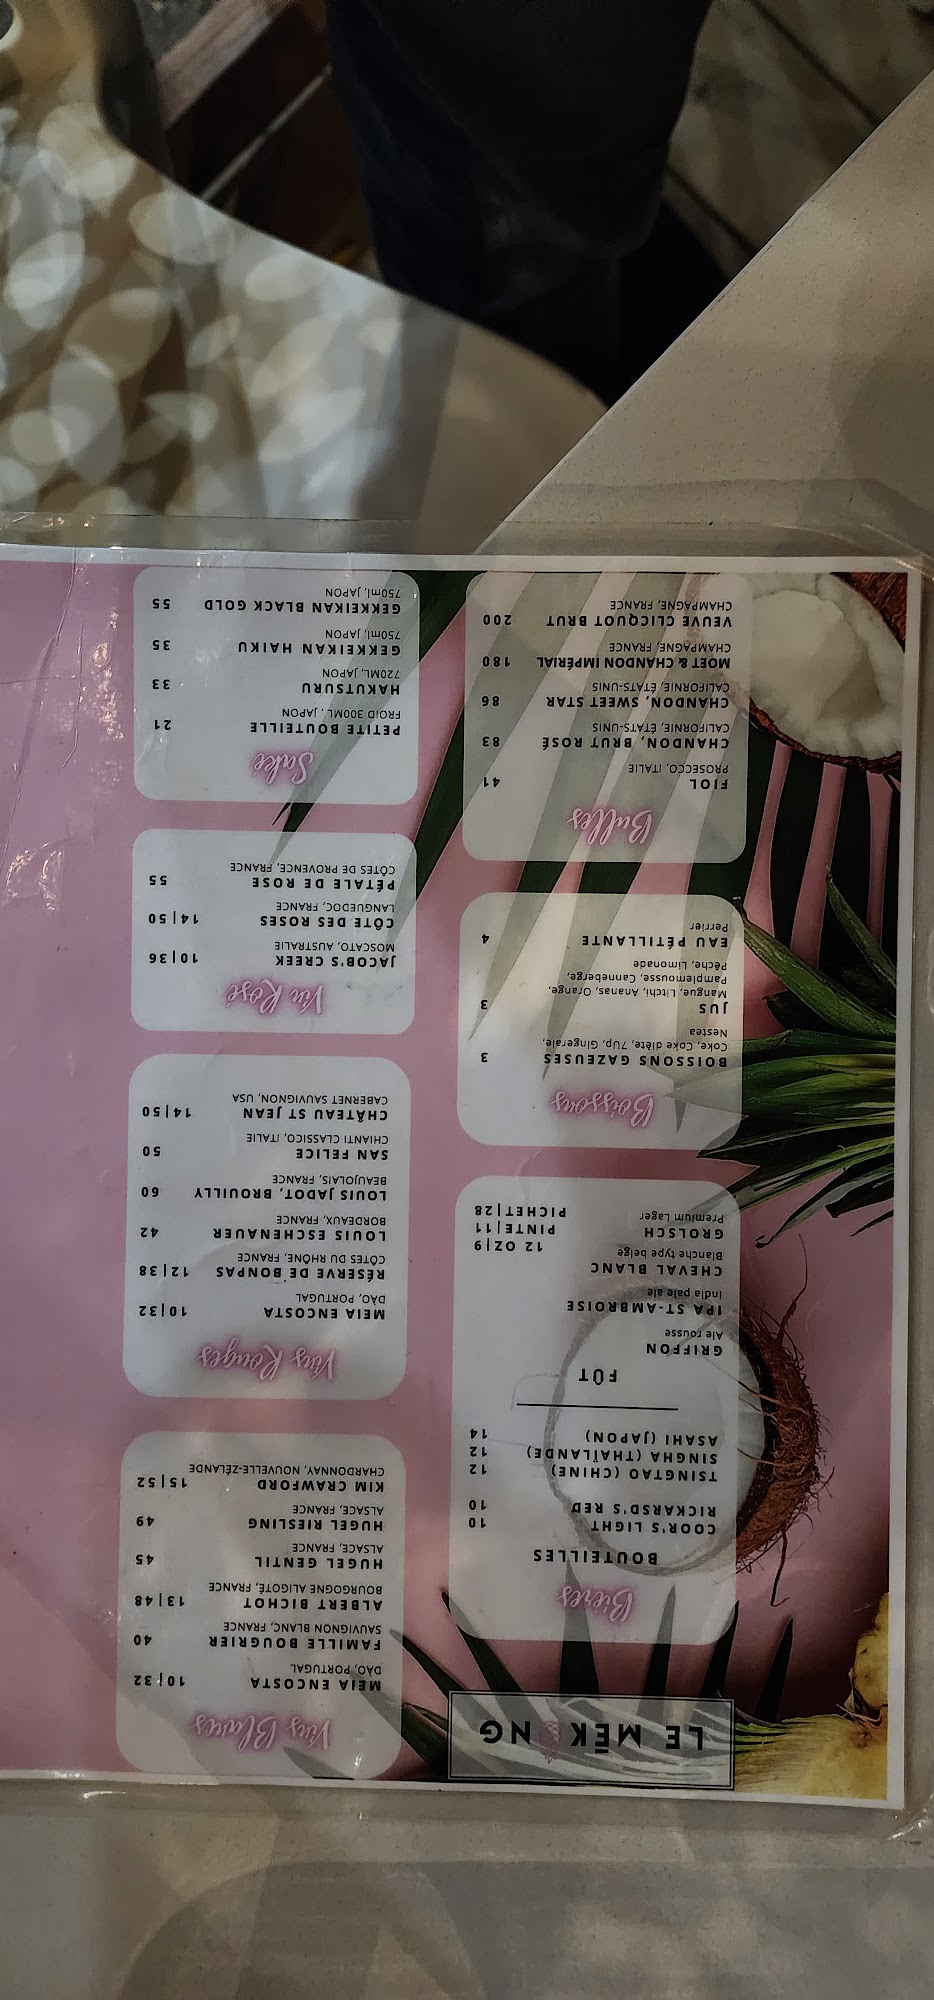 LE MĒKONG
Bières
BOUTEILLES
COOR'S LIGHT 10
RICKARSD'S RED 10
TSINGTAO (CHINE) 12
SINGHA (THAÏLANDE) 12
ASAHI (JAPON) 14
FÛT
GRIFFON
Ale rousse
IPA ST-AMBROISE
India pale ale
CHEVAL BLANC
Blanche type belge
GROLSCH
Premium Lager
12 OZ|9
PINTE|11
PICHET|28
Boissons
BOISSONS GAZEUSES 3
Coke, Coke diète, 7Up, Gingerale,
Nestea
JUS 3
Mangue, Litchi, Ananas, Orange,
Pamplemousse, Canneberge,
Pêche, Limonade
EAU PÉTILLANTE 4
Perrier
Bulles
FIOL 41
PROSECCO, ITALIE
CHANDON, BRUT ROSÉ 83
CALIFORNIE, ÉTATS-UNIS
CHANDON, SWEET STAR 86
CALIFORNIE, ÉTATS-UNIS
MOET & CHANDON IMPÉRIAL 180
CHAMPAGNE, FRANCE
VEUVE CLICQUOT BRUT 200
CHAMPAGNE, FRANCE
Vins Blancs
MEIA ENCOSTA 10|32
DÃO, PORTUGAL
FAMILLE BOUGRIER 40
SAUVIGNON BLANC, FRANCE
ALBERT BICHOT 13|48
BOURGOGNE ALIGOTÉ, FRANCE
HUGEL GENTIL 45
ALSACE, FRANCE
HUGEL RIESLING 49
ALSACE, FRANCE
KIM CRAWFORD 15|52
CHARDONNAY, NOUVELLE-ZÉLANDE
Vins Rouges
MEIA ENCOSTA 10|32
DÃO, PORTUGAL
RÉSERVE DE BONPAS 12|38
CÔTES DU RHÔNE, FRANCE
LOUIS ESCHENAUER 42
BORDEAUX, FRANCE
LOUIS JADOT, BROUILLY 60
BEAUJOLAIS, FRANCE
SAN FELICE 50
CHIANTI CLASSICO, ITALIE
CHÂTEAU ST JEAN 14|50
CABERNET SAUVIGNON, USA
Vin Rosé
JACOB'S CREEK 10|36
MOSCATO, AUSTRALIE
CÔTE DES ROSES 14|50
LANGUEDOC, FRANCE
PÉTALE DE ROSE 55
CÔTES DE PROVENCE, FRANCE
Saké
PETITE BOUTEILLE 21
FROID 300ML, JAPON
HAKUTSURU 33
720ML, JAPON
GEKKEIKAN HAIKU 35
750ml, JAPON
GEKKEIKAN BLACK GOLD 55
750ml, JAPON